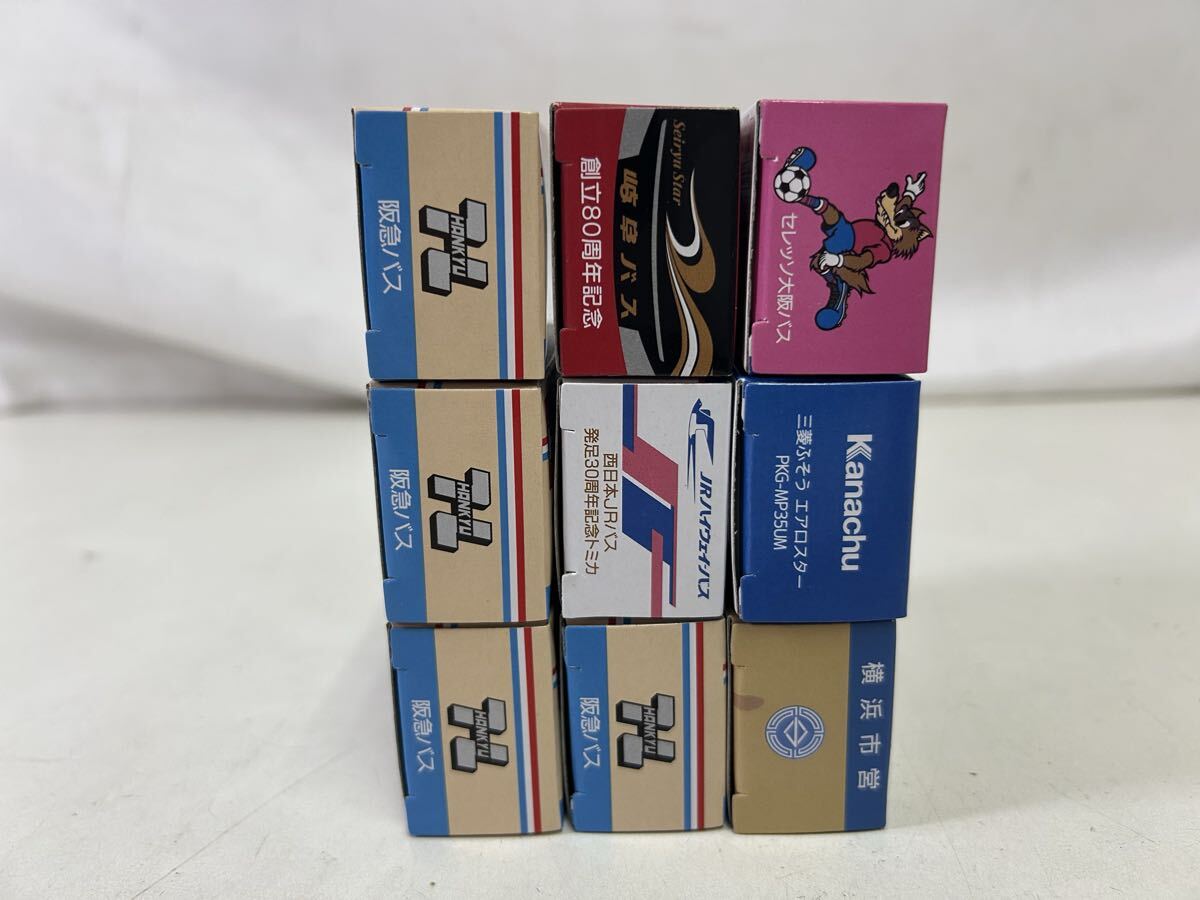 HANKYU
阪急バス
Seiryu Star
岐阜バス
創立80周年記念
セレッソ大阪バス
HANKYU
阪急バス
JRハイウェイバス
西日本JRバス
発足30周年記念トミカ
Kanachu
三菱ふそう エアロスター
PKG-MP35UM
HANKYU
阪急バス
HANKYU
阪急バス
横浜市営